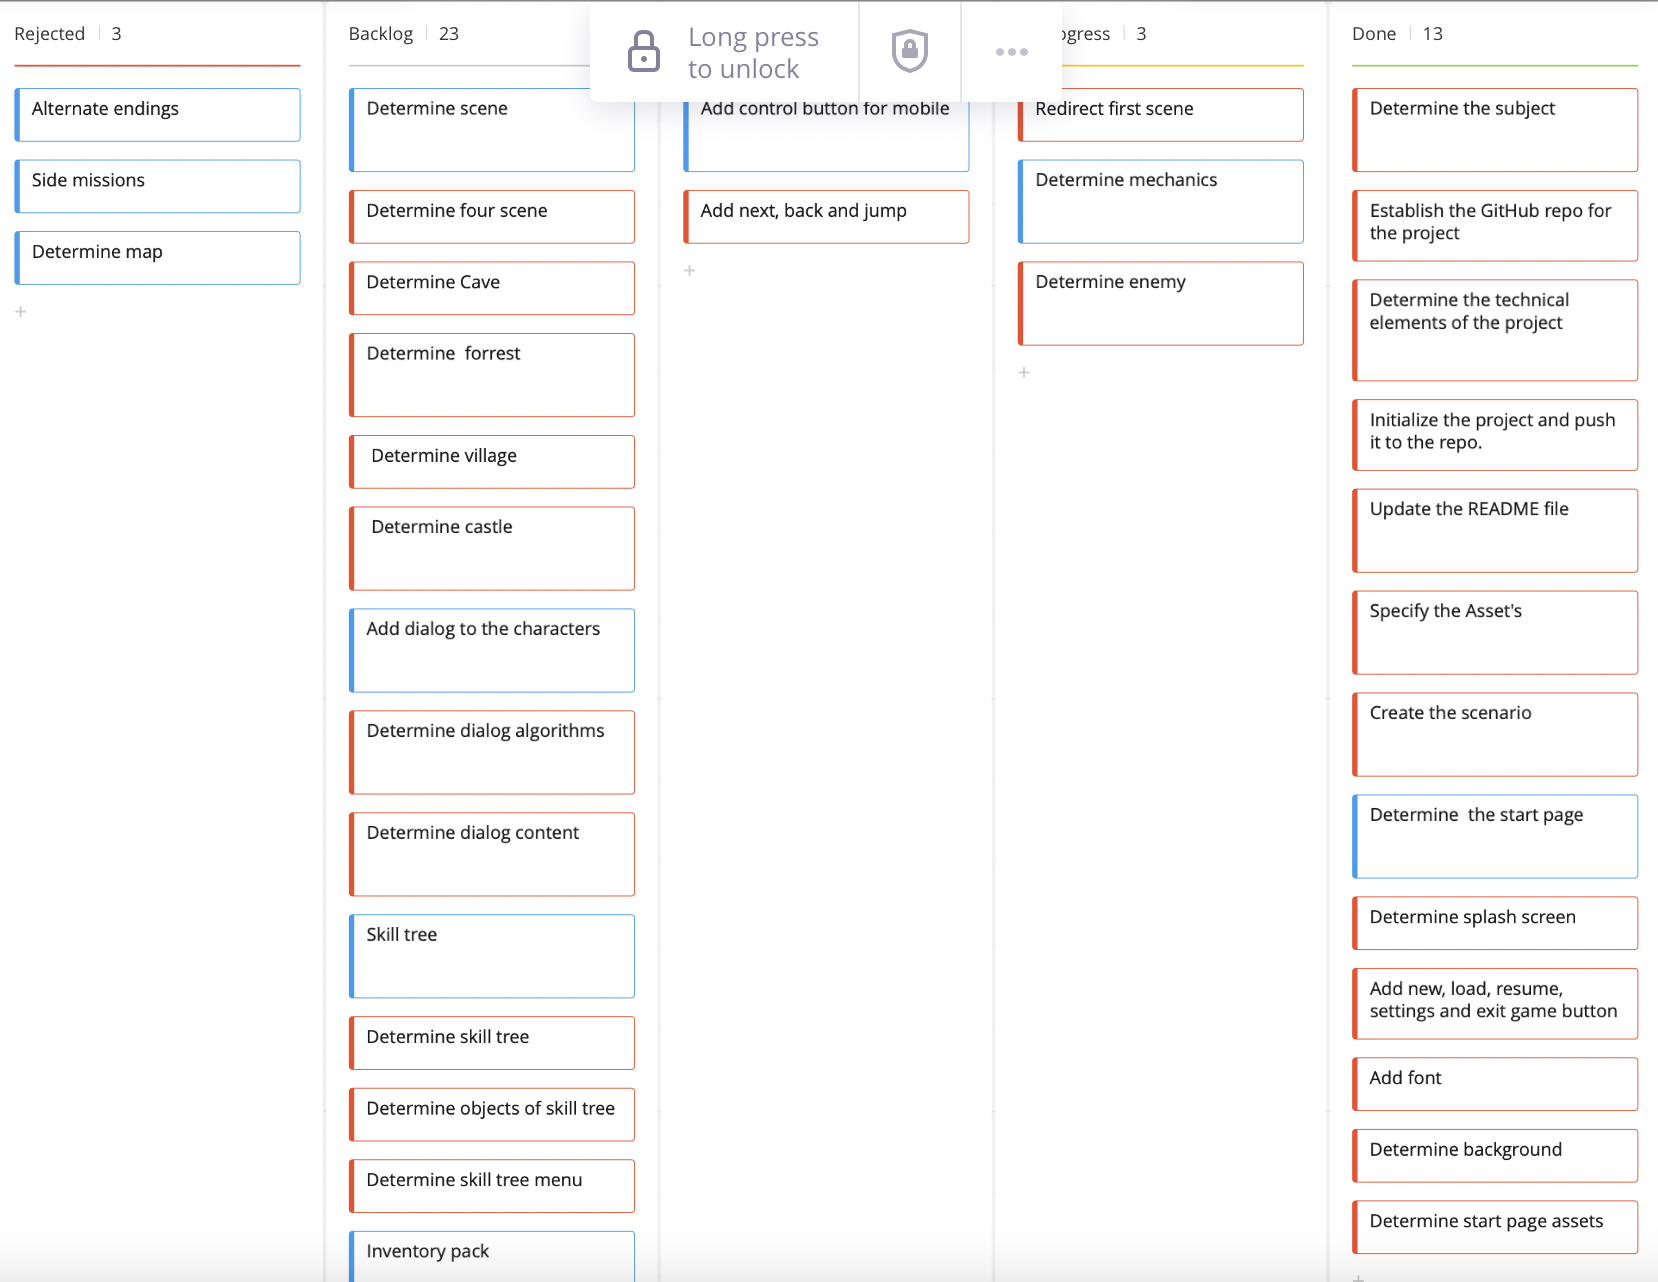 Rejected 3
Alternate endings
Side missions
Determine map
+
Backlog 23
Determine scene
Determine four scene
Determine Cave
Determine  forrest
Determine village
Determine castle
Add dialog to the characters
Determine dialog algorithms
Determine dialog content
Skill tree
Determine skill tree
Determine objects of skill tree
Determine skill tree menu
Inventory pack
Long press
to unlock
Add control button for mobile
Add next, back and jump
+
ogress 3
Redirect first scene
Determine mechanics
Determine enemy
+
Done 13
Determine the subject
Establish the GitHub repo for
the project
Determine the technical
elements of the project
Initialize the project and push
it to the repo.
Update the README file
Specify the Asset's
Create the scenario
Determine  the start page
Determine splash screen
Add new, load, resume,
settings and exit game button
Add font
Determine background
Determine start page assets
+